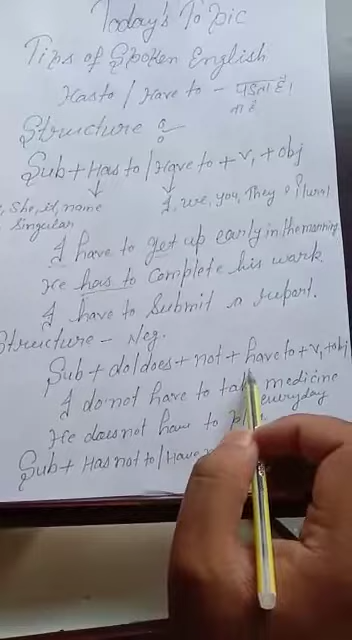 Today's Topic
Tips of Spoken English
Has to / Have to - पड़ता है।
ता है
Structure :-
Sub + Has to / Have to + V1 + obj
, She, it, name I, we, you, They & Plural
Singular
I have to get up early in the morning
He has to complete his work.
I have to submit a report.
Structure - Neg.
Sub + do/does + not + have to + V1 + obj
I do not have to take medicine
everyday
He does not have to
Sub + Has not to / Have